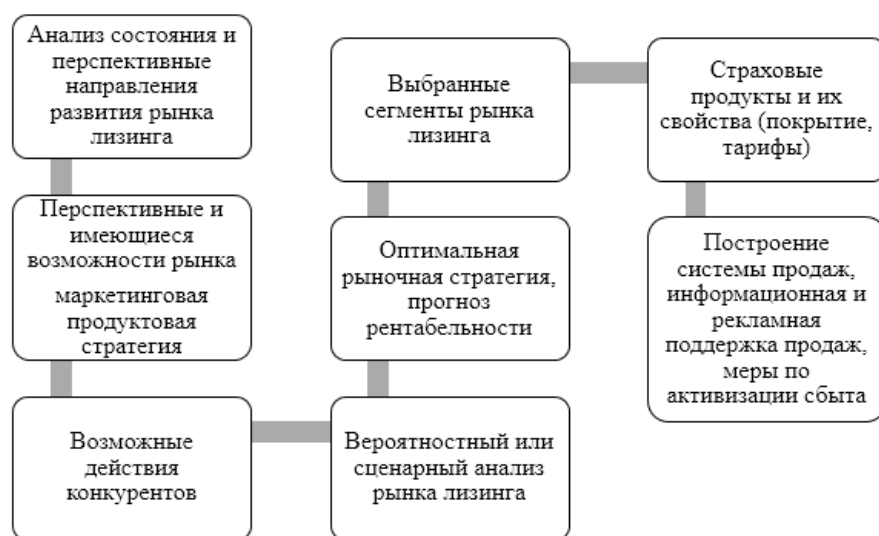 Анализ состояния и
перспективные
направления
развития рынка
лизинга
Перспективные и
имеющиеся
возможности рынка
маркетинговая
продуктовая
стратегия
Возможные
действия
конкурентов
Вероятностный или
сценарный анализ
рынка лизинга
Оптимальная
рыночная стратегия,
прогноз
рентабельности
Выбранные
сегменты рынка
лизинга
Страховые
продукты и их
свойства (покрытие,
тарифы)
Построение
системы продаж,
информационная и
рекламная
поддержка продаж,
меры по
активизации сбыта